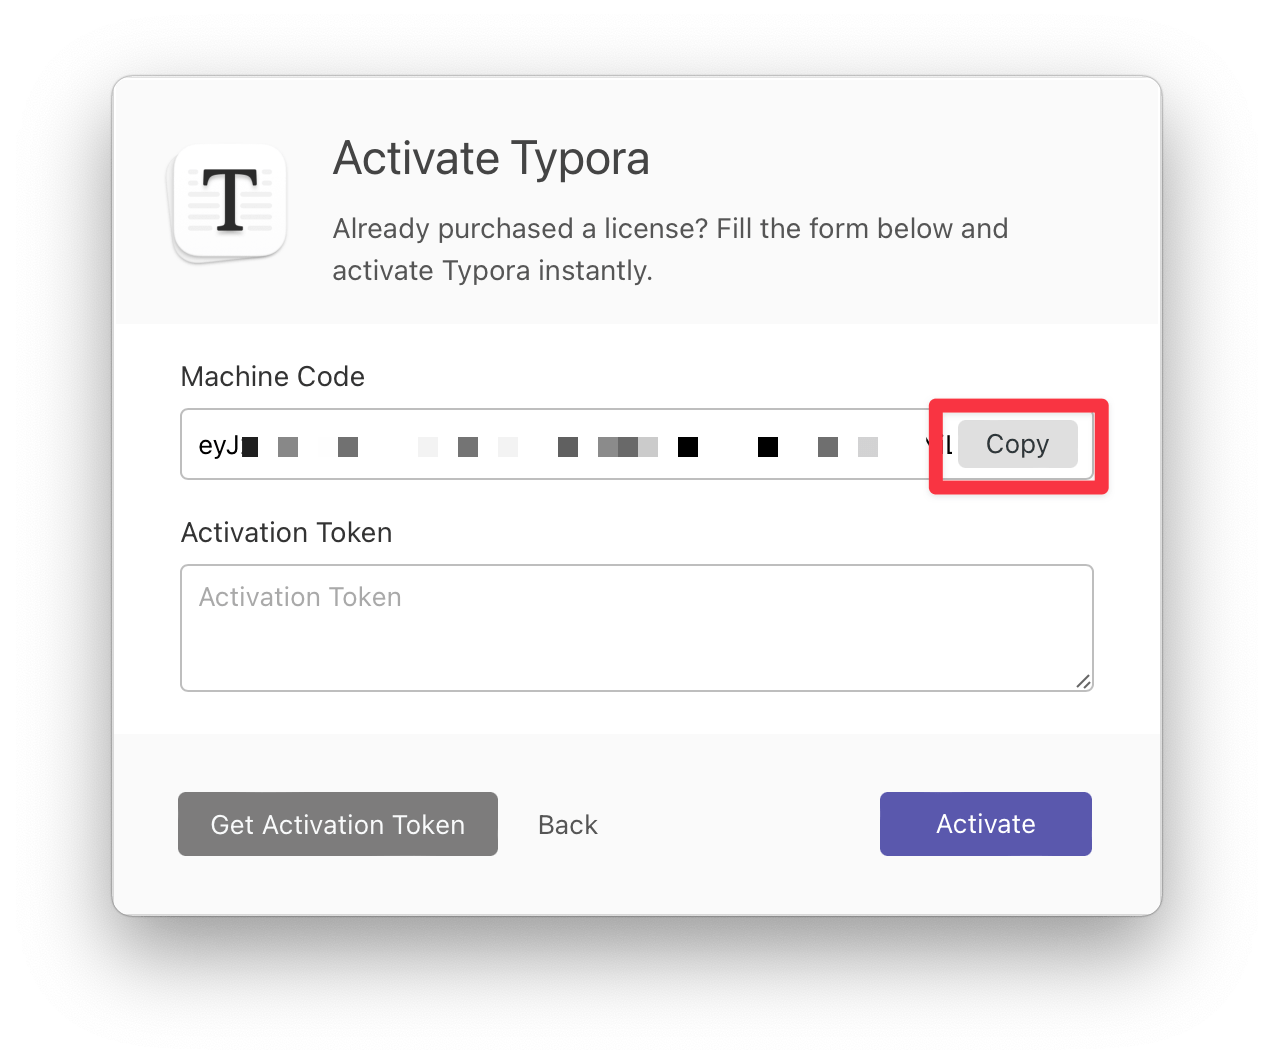 T
Activate Typora
Already purchased a license? Fill the form below and
activate Typora instantly.
Machine Code
eyJ
Copy
Activation Token
Activation Token
Get Activation Token
Back
Activate